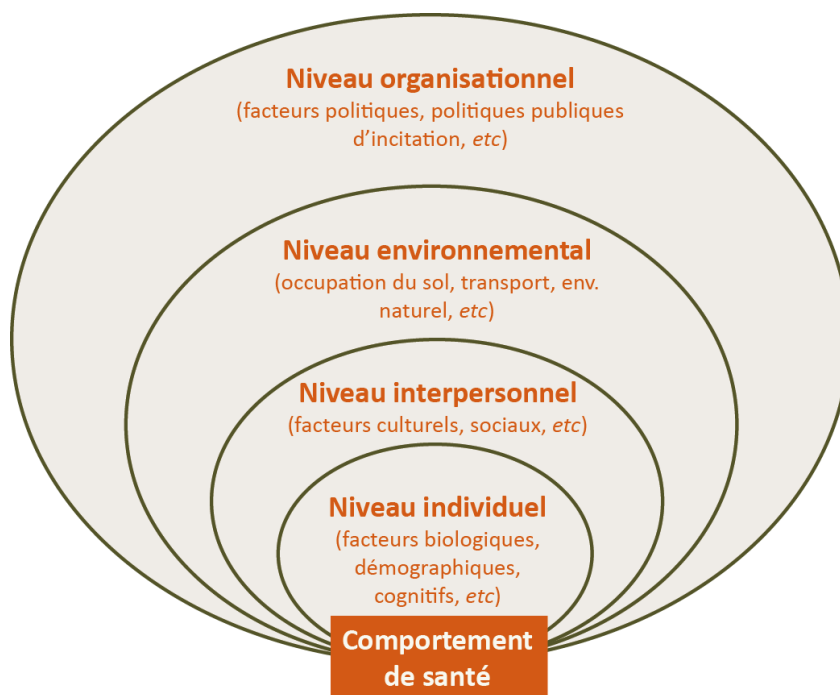 Niveau organisationnel
(facteurs politiques, politiques publiques
d'incitation, etc)
Niveau environnemental
(occupation du sol, transport, env.
naturel, etc)
Niveau interpersonnel
(facteurs culturels, sociaux, etc)
Niveau individuel
(facteurs biologiques,
démographiques,
cognitifs, etc)
Comportement
de santé